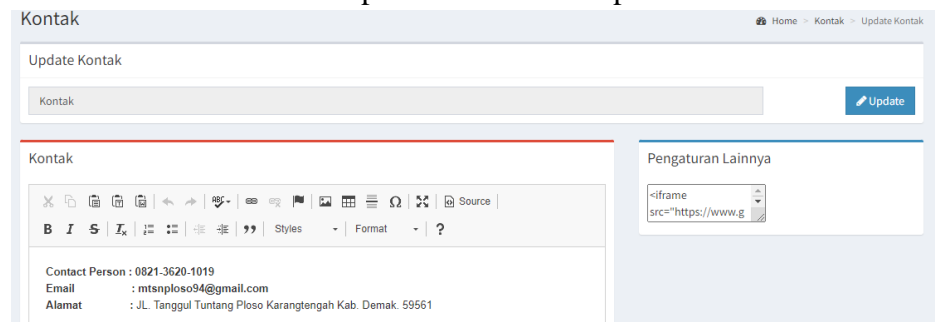 Kontak
Home > Kontak > Update Kontak
Update Kontak
Kontak
Update
Kontak
Source
B I S Ix
Styles
Format
?
Contact Person : 0821-3620-1019
Email : mtsnploso94@gmail.com
Alamat : JL. Tanggul Tuntang Ploso Karangtengah Kab. Demak. 59561
Pengaturan Lainnya
<iframe
src="https://www.g